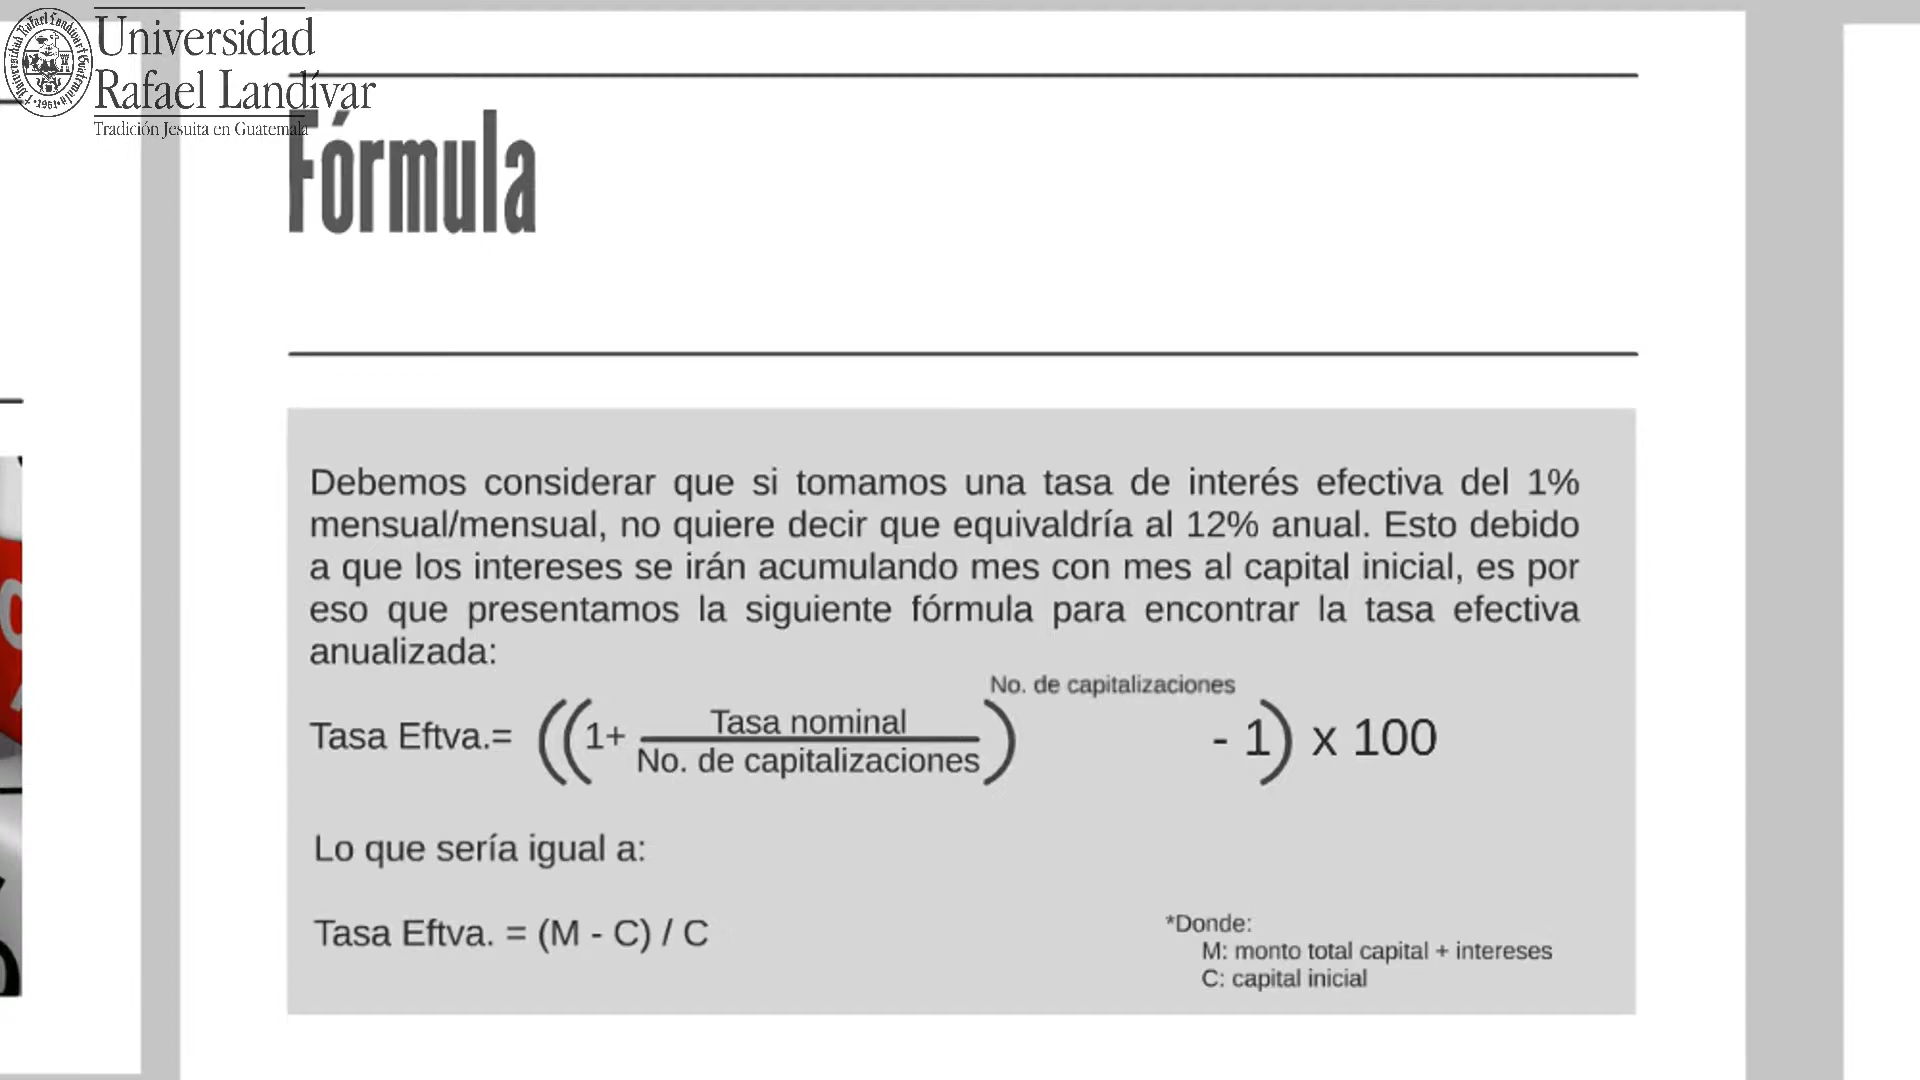 Universidad
Rafael Landívar
Tradición Jesuita en Guatemala
Fórmula
Debemos considerar que si tomamos una tasa de interés efectiva del 1%
mensual/mensual, no quiere decir que equivaldría al 12% anual. Esto debido
a que los intereses se irán acumulando mes con mes al capital inicial, es por
eso que presentamos la siguiente fórmula para encontrar la tasa efectiva
anualizada:
No. de capitalizaciones
Tasa Eftva.= ((1+ Tasa nominal
No. de capitalizaciones) - 1) x 100
Lo que sería igual a:
Tasa Eftva. = (M - C) / C
*Donde:
M: monto total capital + intereses
C: capital inicial